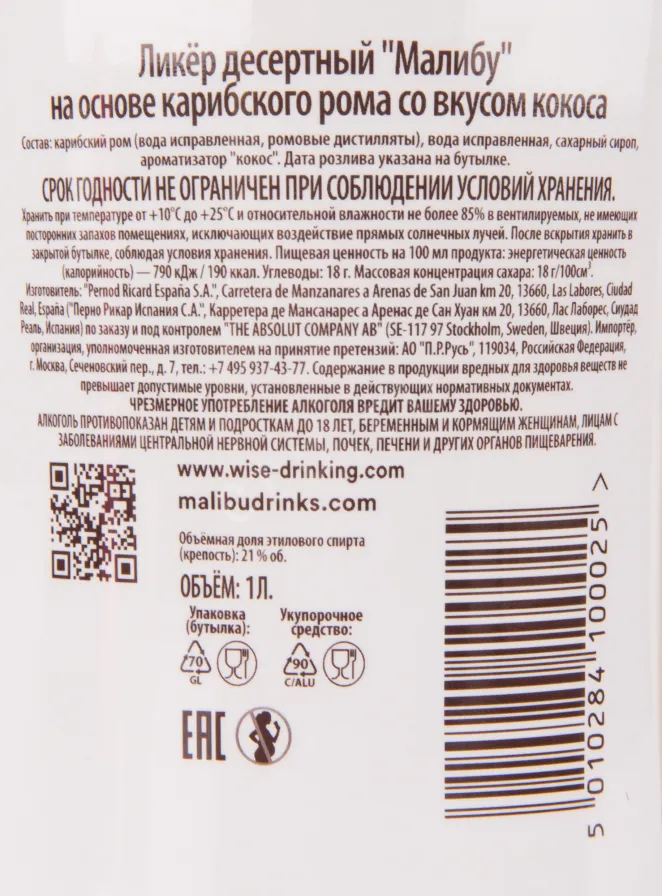 Ликёр десертный "Малибу"
на основе карибского рома со вкусом кокоса
Состав: карибский ром (вода исправленная, ромовые дистилляты), вода исправленная, сахарный сироп,
ароматизатор "кокос". Дата розлива указана на бутылке.
СРОК ГОДНОСТИ НЕ ОГРАНИЧЕН ПРИ СОБЛЮДЕНИИ УСЛОВИЙ ХРАНЕНИЯ.
Хранить при температуре от +10°С до +25°С и относительной влажности не более 85% в вентилируемых, не имеющих
посторонних запахов помещениях, исключающих воздействие прямых солнечных лучей. После вскрытия хранить в
закрытой бутылке, соблюдая условия хранения. Пищевая ценность на 100 мл продукта: энергетическая ценность
(калорийность) — 790 кДж / 190 ккал. Углеводы: 18 г. Массовая концентрация сахара: 18 г/100см³.
Изготовитель: "Pernod Ricard España S.A.", Carretera de Manzanares a Arenas de San Juan km 20, 13660, Las Labores, Ciudad
Real, España ("Перно Рикар Испания С.А.", Карретера де Мансанарес а Аренас де Сан Хуан км 20, 13660, Лас Лаборес, Сиудад
Реаль, Испания) по заказу и под контролем "THE ABSOLUT COMPANY AB" (SE-117 97 Stockholm, Sweden, Швеция). Импортёр,
организация, уполномоченная изготовителем на принятие претензий: АО "П.Р.Русь", 119034, Российская Федерация,
г. Москва, Сеченовский пер., д. 7, тел.: +7 495 937-43-77. Содержание в продукции вредных для здоровья веществ не
превышает допустимые уровни, установленные в действующих нормативных документах.
ЧРЕЗМЕРНОЕ УПОТРЕБЛЕНИЕ АЛКОГОЛЯ ВРЕДИТ ВАШЕМУ ЗДОРОВЬЮ.
АЛКОГОЛЬ ПРОТИВОПОКАЗАН ДЕТЯМ И ПОДРОСТКАМ ДО 18 ЛЕТ, БЕРЕМЕННЫМ И КОРМЯЩИМ ЖЕНЩИНАМ, ЛИЦАМ С
ЗАБОЛЕВАНИЯМИ ЦЕНТРАЛЬНОЙ НЕРВНОЙ СИСТЕМЫ, ПОЧЕК, ПЕЧЕНИ И ДРУГИХ ОРГАНОВ ПИЩЕВАРЕНИЯ.
www.wise-drinking.com
malibudrinks.com
Объёмная доля этилового спирта
(крепость): 21 % об.
ОБЪЁМ: 1Л.
Упаковка
(бутылка):
Укупорочное
средство:
70
GL
90
C/ALU
EAC
5 010284 100025 >